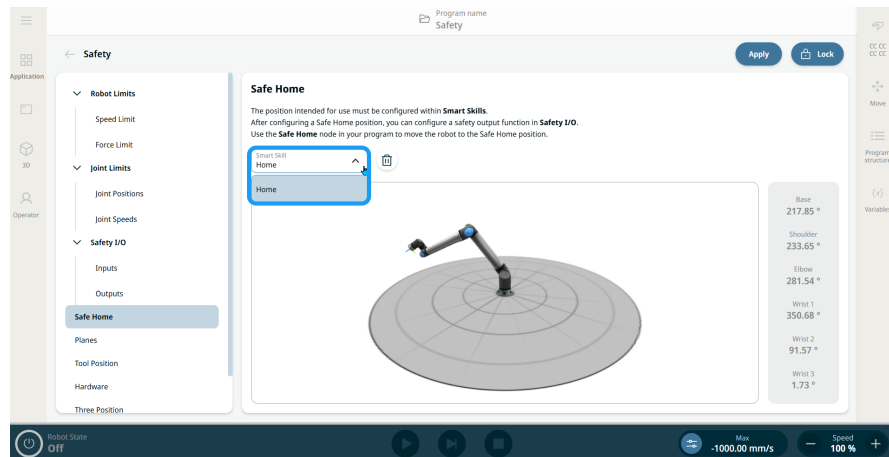 Program name
Safety
Safety
Apply
Lock
Application
3D
Operator
Robot Limits
Speed Limit
Force Limit
Joint Limits
Joint Positions
Joint Speeds
Safety I/O
Inputs
Outputs
Safe Home
Planes
Tool Position
Hardware
Three Position
Safe Home
The position intended for use must be configured within Smart Skills.
After configuring a Safe Home position, you can configure a safety output function in Safety I/O.
Use the Safe Home node in your program to move the robot to the Safe Home position.
Smart Skill
Home
Home
Base
217.85 °
Shoulder
233.65 °
Elbow
281.54 °
Wrist 1
350.68 °
Wrist 2
91.57 °
Wrist 3
1.73 °
CC CC
CC CC
Move
Program
structure
{x}
Variables
Robot State
Off
Max
-1000.00 mm/s
Speed
100 %